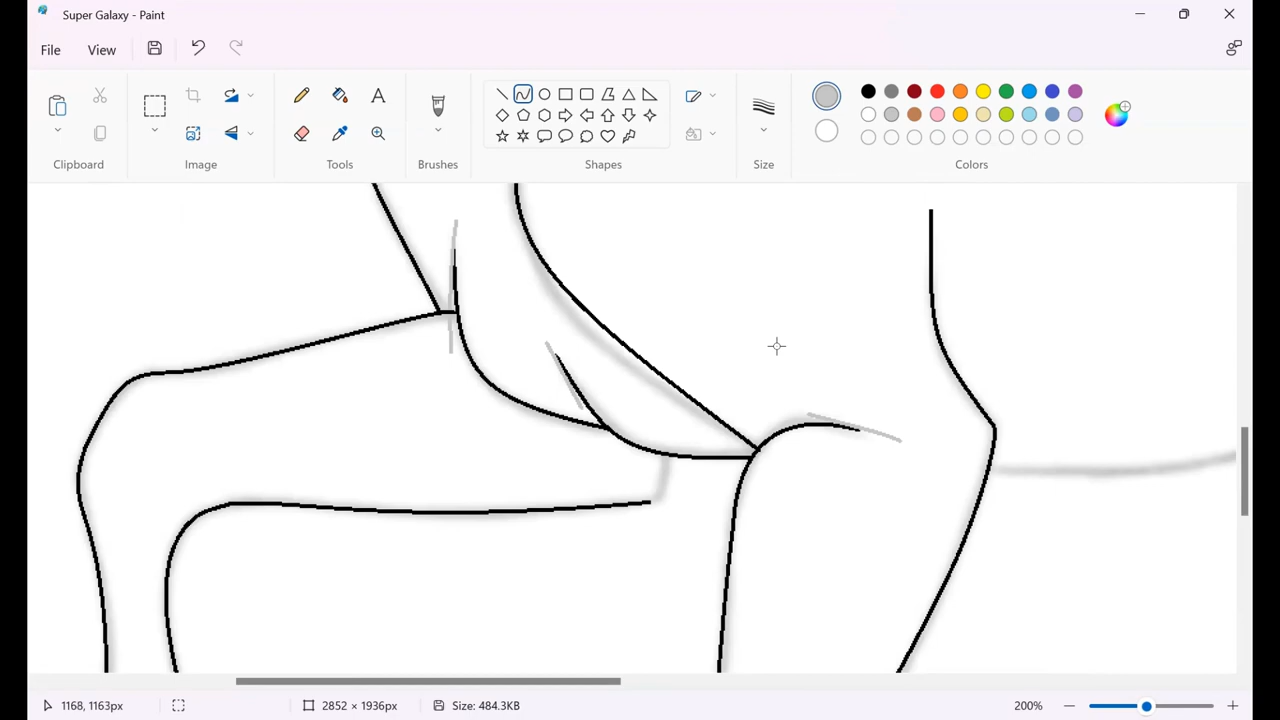 Super Galaxy - Paint
File View
Clipboard Image Tools Brushes Shapes Size Colors
1168, 1163px 2852 × 1936px Size: 484.3KB 200%